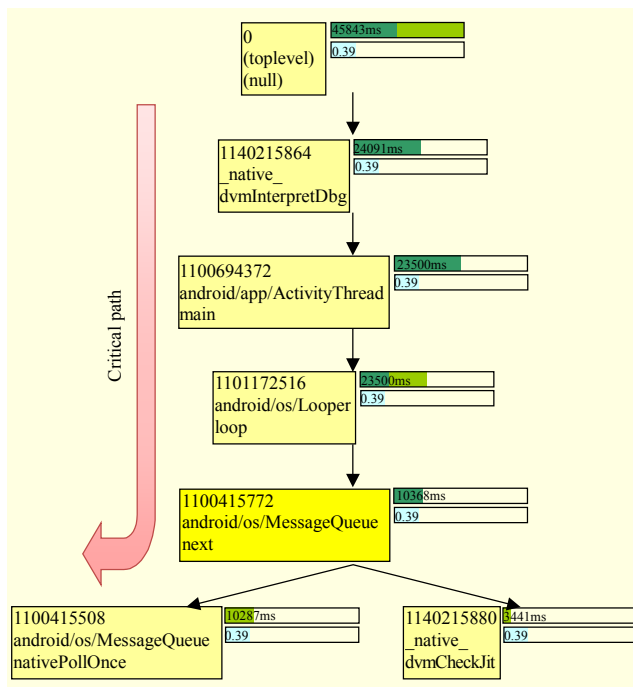 0
(toplevel)
(null)
45843ms
0.39
1140215864
_native_
dvmInterpretDbg
24091ms
0.39
1100694372
android/app/ActivityThread
main
23500ms
0.39
Critical path
1101172516
android/os/Looper
loop
23500ms
0.39
1100415772
android/os/MessageQueue
next
10368ms
0.39
1100415508
android/os/MessageQueue
nativePollOnce
10287ms
0.39
1140215880
_native_
dvmCheckJit
3441ms
0.39